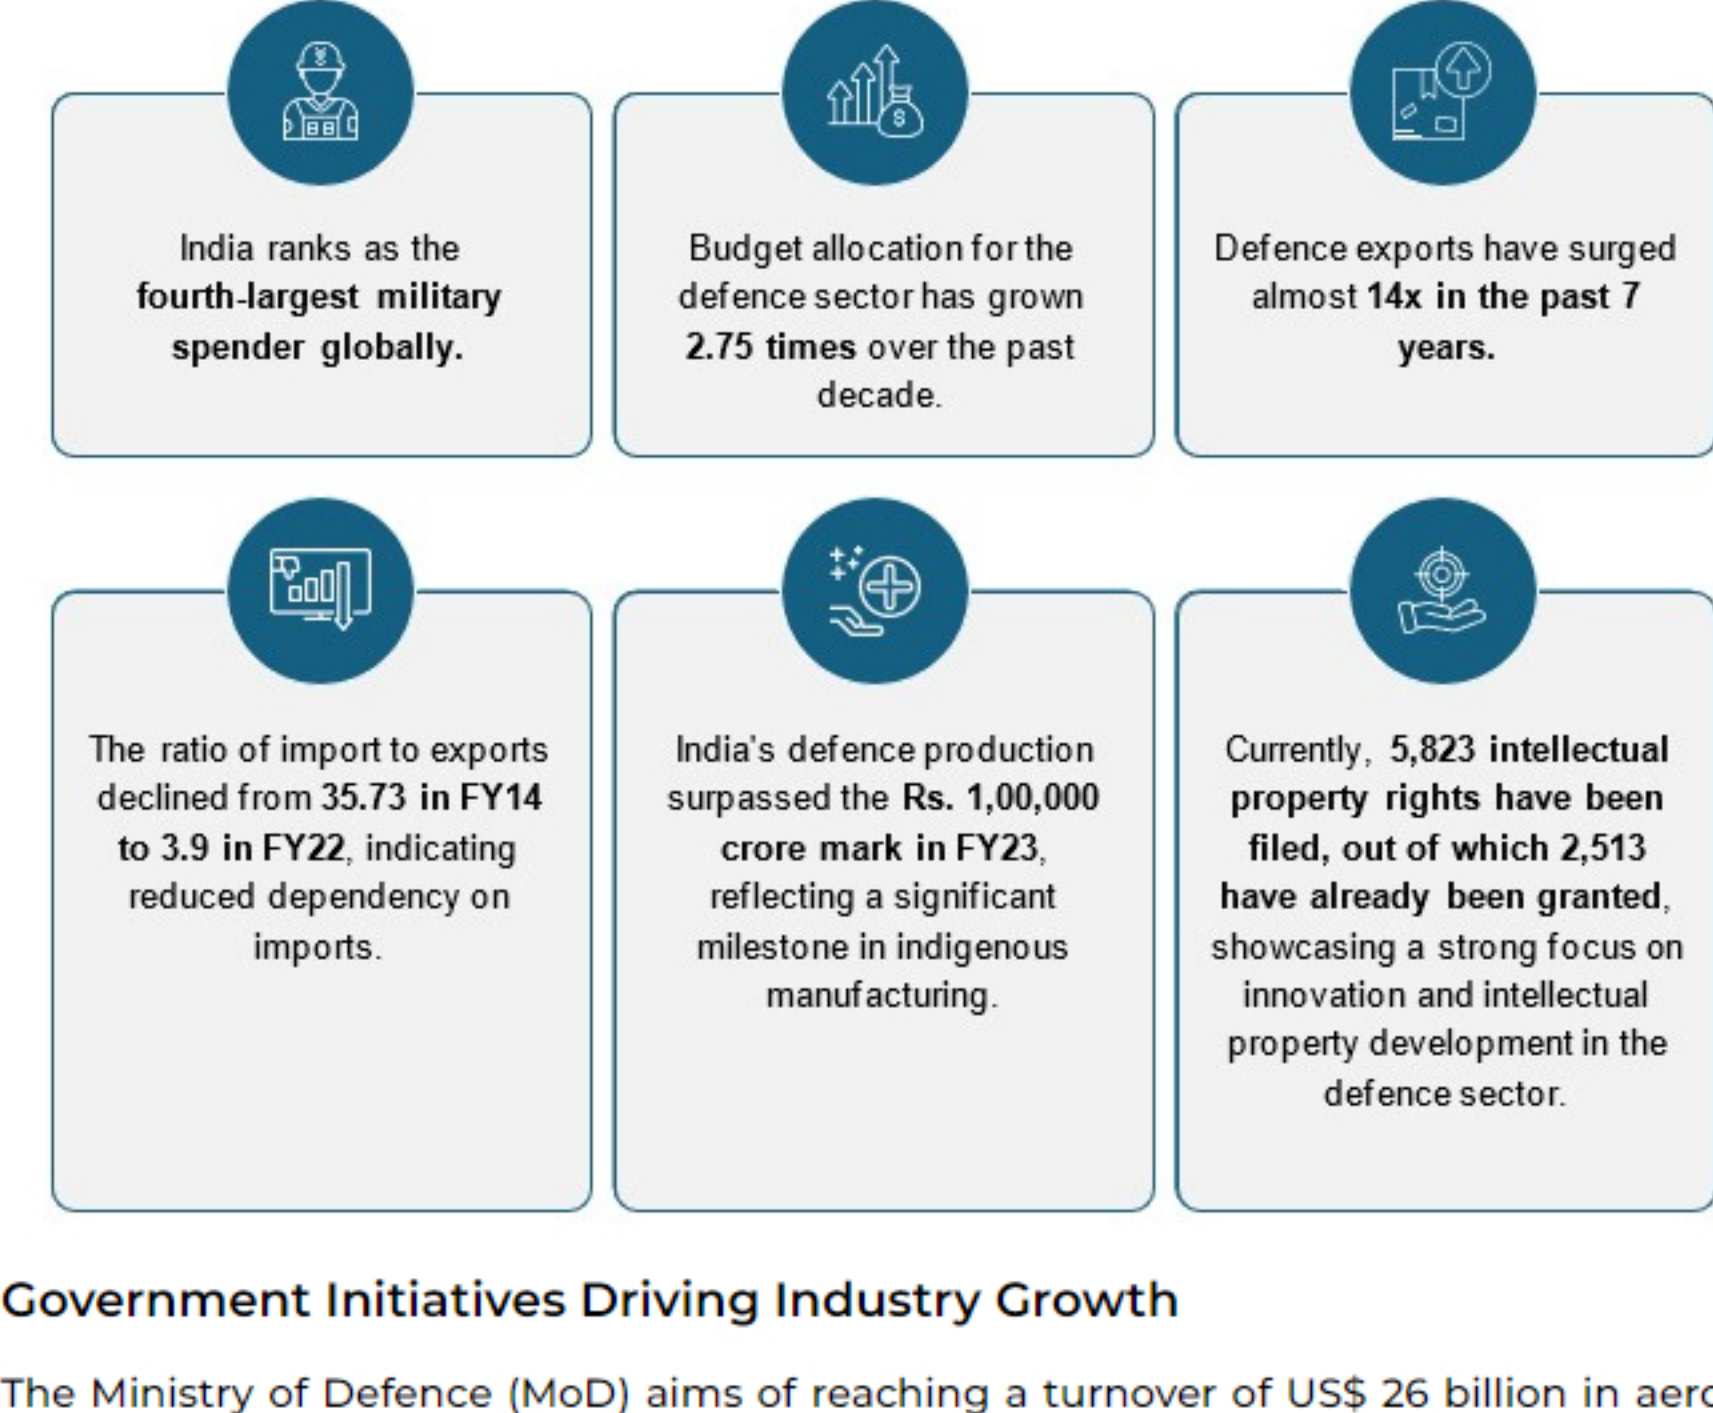 India ranks as the
fourth-largest military
spender globally.
Budget allocation for the
defence sector has grown
2.75 times over the past
decade.
Defence exports have surged
almost 14x in the past 7
years.
The ratio of import to exports
declined from 35.73 in FY14
to 3.9 in FY22, indicating
reduced dependency on
imports.
India's defence production
surpassed the Rs. 1,00,000
crore mark in FY23,
reflecting a significant
milestone in indigenous
manufacturing.
Currently, 5,823 intellectual
property rights have been
filed, out of which 2,513
have already been granted,
showcasing a strong focus on
innovation and intellectual
property development in the
defence sector.
Government Initiatives Driving Industry Growth
The Ministry of Defence (MoD) aims of reaching a turnover of US$ 26 billion in